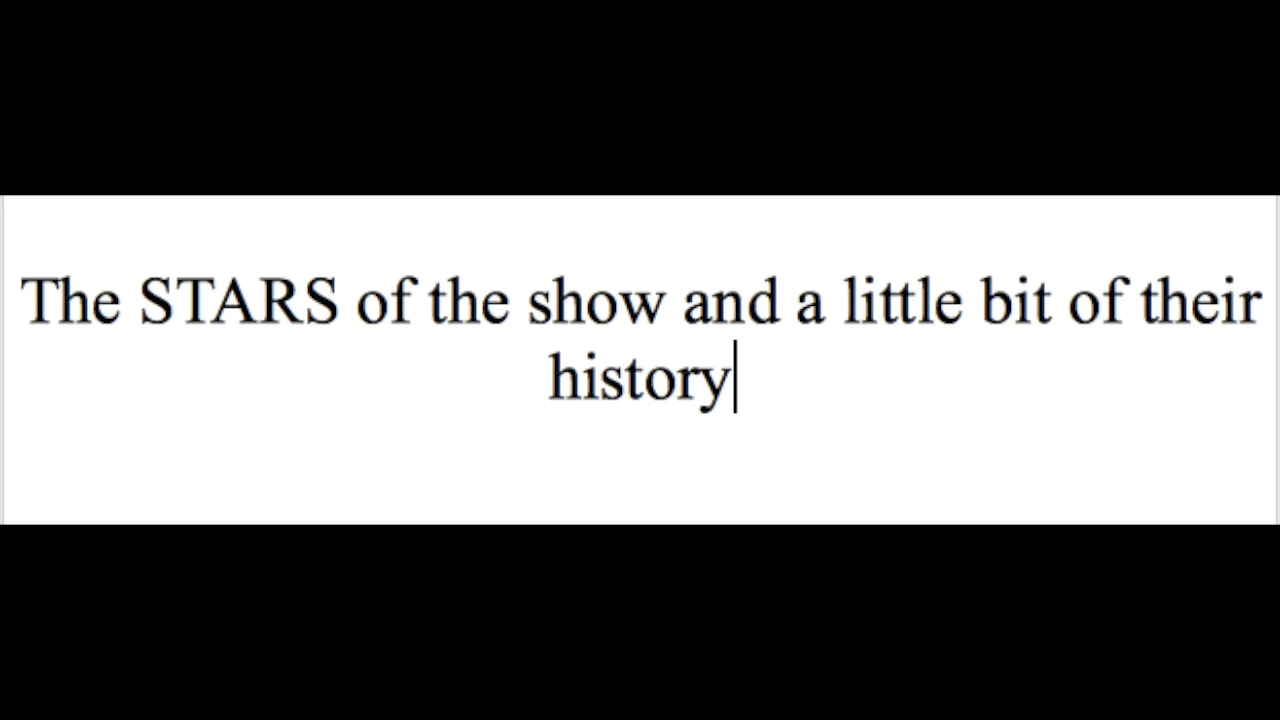 The STARS of the show and a little bit of their
history